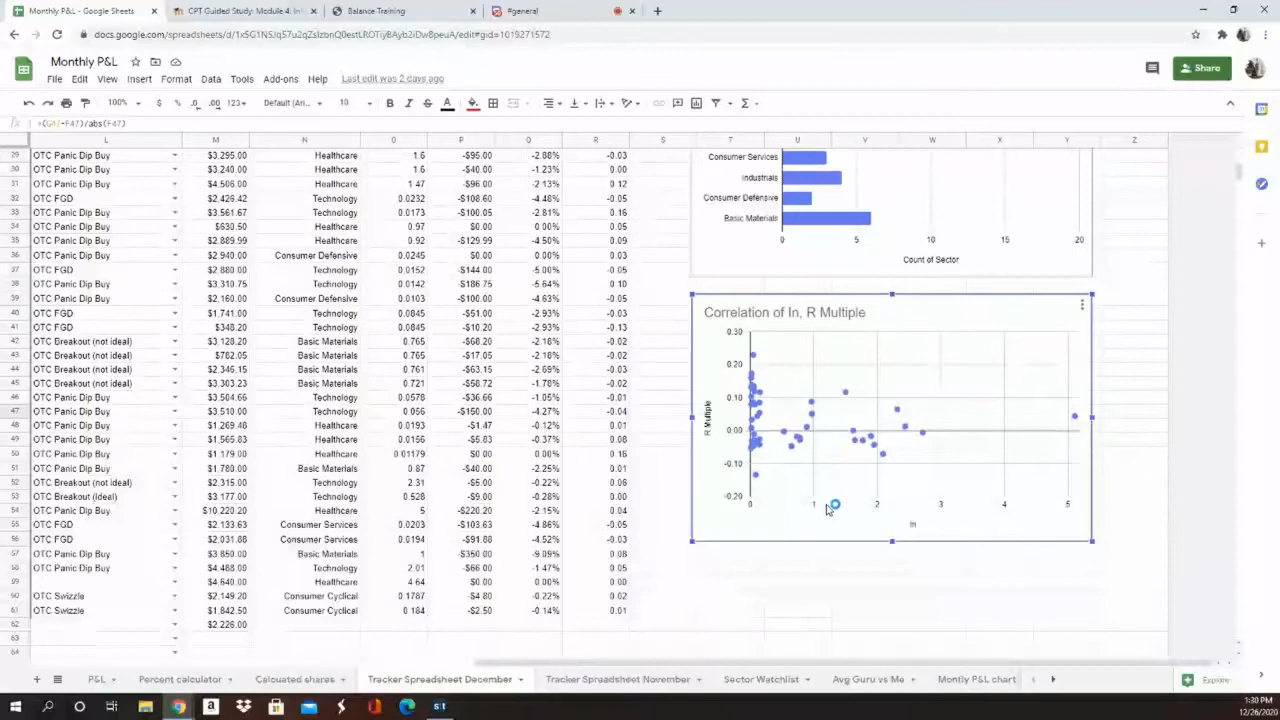 Monthly P&L - Google Sheets
CPT Guided Study: Module 4: In
Balance Training
#general
Monthly P&L
File Edit View Insert Format Data Tools Add-ons Help Last edit was 2 days ago
Share
100% $ % .0 .00 123 Default (Ari... 10
L M N O P Q R S T U V W X Y Z
29 OTC Panic Dip Buy $3,295.00 Healthcare 1.6 -$95.00 -2.88% -0.03
30 OTC Panic Dip Buy $3,240.00 Healthcare 1.6 -$40.00 -1.23% 0.00
31 OTC Panic Dip Buy $4,506.00 Healthcare 1.47 -$96.00 -2.13% 0.12
32 OTC FGD $2,426.42 Technology 0.0232 -$108.60 -4.48% -0.05
33 OTC Panic Dip Buy $3,561.67 Technology 0.0173 -$100.05 -2.81% 0.16
34 OTC Panic Dip Buy $630.50 Healthcare 0.97 $0.00 0.00% 0.05
35 OTC Panic Dip Buy $2,889.99 Healthcare 0.92 -$129.99 -4.50% 0.09
36 OTC Panic Dip Buy $2,940.00 Consumer Defensive 0.0245 $0.00 0.00% 0.03
37 OTC FGD $2,880.00 Technology 0.0152 -$144.00 -5.00% -0.05
38 OTC Panic Dip Buy $3,310.75 Technology 0.0142 -$186.75 -5.64% 0.10
39 OTC Panic Dip Buy $2,160.00 Consumer Defensive 0.0103 -$100.00 -4.63% -0.05
40 OTC FGD $1,741.00 Technology 0.0845 -$51.00 -2.93% -0.03
41 OTC FGD $348.20 Technology 0.0845 -$10.20 -2.93% -0.13
42 OTC Breakout (not ideal) $3,128.20 Basic Materials 0.765 -$68.20 -2.18% -0.02
43 OTC Breakout (not ideal) $782.05 Basic Materials 0.765 -$17.05 -2.18% -0.02
44 OTC Breakout (not ideal) $2,346.15 Basic Materials 0.761 -$63.15 -2.69% -0.03
45 OTC Breakout (not ideal) $3,303.23 Basic Materials 0.721 -$58.72 -1.78% -0.02
46 OTC Panic Dip Buy $3,504.66 Technology 0.0578 -$36.66 -1.05% -0.01
47 OTC Panic Dip Buy $3,510.00 Technology 0.056 -$150.00 -4.27% -0.04
48 OTC Panic Dip Buy $1,269.48 Technology 0.0193 -$1.47 -0.12% 0.01
49 OTC Panic Dip Buy $1,565.83 Technology 0.0156 -$5.83 -0.37% 0.08
50 OTC Panic Dip Buy $1,179.00 Healthcare 0.01179 $0.00 0.00% 0.16
51 OTC Panic Dip Buy $1,780.00 Basic Materials 0.87 -$40.00 -2.25% 0.01
52 OTC Breakout (not ideal) $2,315.00 Technology 2.31 -$5.00 -0.22% 0.06
53 OTC Breakout (ideal) $3,177.00 Technology 0.528 -$9.00 -0.28% 0.00
54 OTC Panic Dip Buy $10,220.20 Healthcare 5 -$220.20 -2.15% 0.04
55 OTC FGD $2,133.63 Consumer Services 0.0203 -$103.63 -4.86% -0.05
56 OTC FGD $2,031.88 Consumer Services 0.0194 -$91.88 -4.52% -0.03
57 OTC Panic Dip Buy $3,850.00 Basic Materials 1 -$350.00 -9.09% 0.08
58 OTC Panic Dip Buy $4,488.00 Technology 2.01 -$66.00 -1.47% 0.05
59 $4,640.00 Healthcare 4.64 $0.00 0.00% 0.00
60 OTC Swizzle $2,149.20 Consumer Cyclical 0.1787 -$4.80 -0.22% 0.02
61 OTC Swizzle $1,842.50 Consumer Cyclical 0.184 -$2.50 -0.14% 0.01
62 $2,226.00
63
64
Consumer Services
Industrials
Consumer Defensive
Basic Materials
0 5 10 15 20
Count of Sector
Correlation of In, R Multiple
0.30
0.20
0.10
0.00
-0.10
-0.20
R Multiple
0 1 2 3 4 5
In
P&L Percent calculator Calcuated shares Tracker Spreadsheet December Tracker Spreadsheet November Sector Watchlist Avg Guru vs Me Montly P&L chart Explore
1:30 PM
12/26/2020